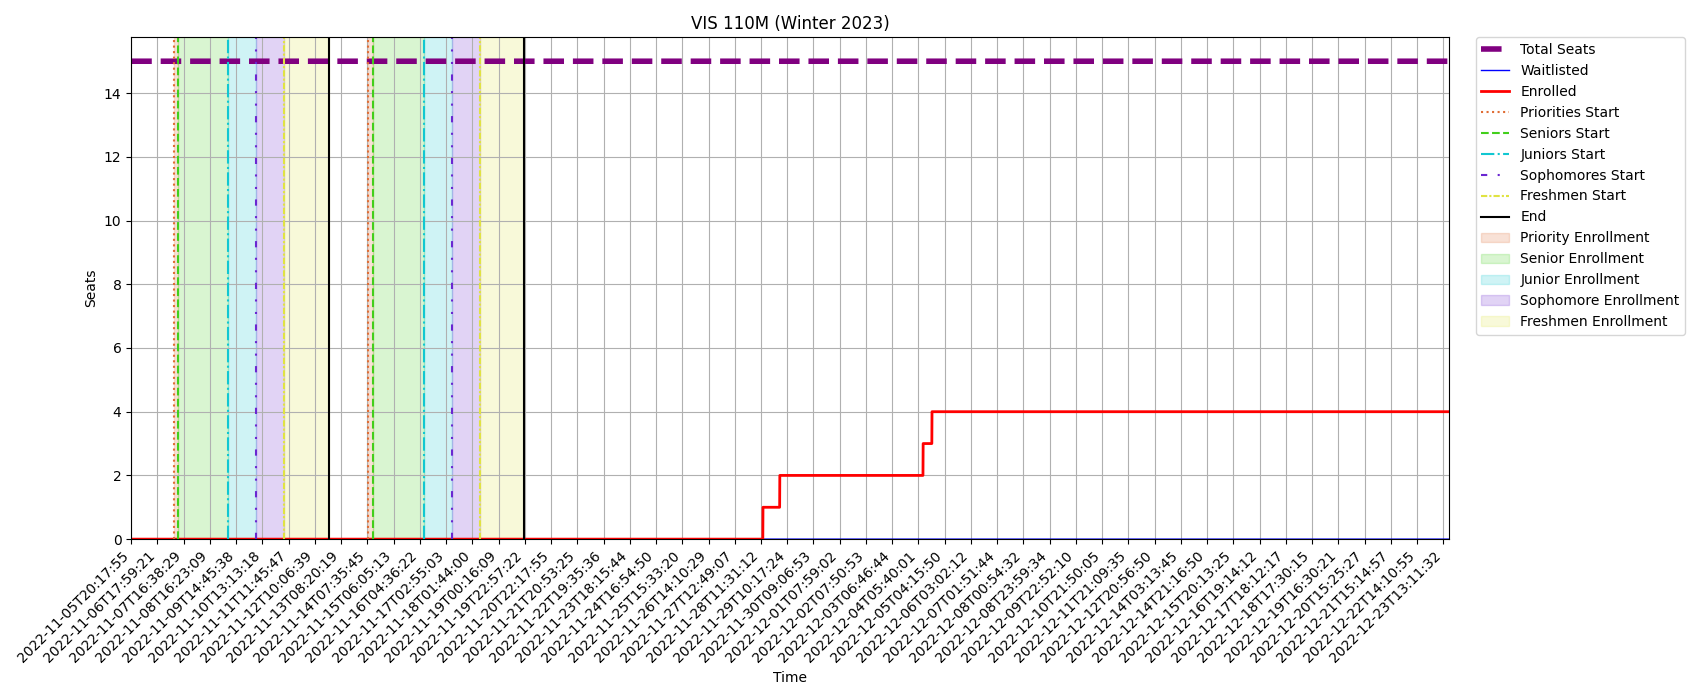 VIS 110M (Winter 2023)
Seats
14
12
10
8
6
4
2
0
2022-11-05T20:17:55
2022-11-06T17:59:21
2022-11-07T16:38:29
2022-11-08T16:23:09
2022-11-09T14:45:38
2022-11-10T13:13:18
2022-11-11T11:45:47
2022-11-12T10:06:39
2022-11-13T08:20:19
2022-11-14T07:35:45
2022-11-15T06:05:13
2022-11-16T04:36:22
2022-11-17T02:55:03
2022-11-18T01:44:00
2022-11-19T00:16:09
2022-11-19T22:57:22
2022-11-20T22:17:55
2022-11-21T20:53:25
2022-11-22T19:35:36
2022-11-23T18:15:44
2022-11-24T16:54:50
2022-11-25T15:33:20
2022-11-26T14:10:29
2022-11-27T12:49:07
2022-11-28T11:31:12
2022-11-29T10:17:24
2022-11-30T09:06:53
2022-12-01T07:59:02
2022-12-02T07:50:53
2022-12-03T06:46:44
2022-12-04T05:40:01
2022-12-05T04:15:50
2022-12-06T03:02:12
2022-12-07T01:51:44
2022-12-08T00:54:32
2022-12-08T23:59:34
2022-12-09T22:52:10
2022-12-10T21:50:05
2022-12-11T21:09:35
2022-12-12T20:56:50
2022-12-14T03:13:45
2022-12-14T21:16:50
2022-12-15T20:13:25
2022-12-16T19:14:12
2022-12-17T18:12:17
2022-12-18T17:30:15
2022-12-19T16:30:21
2022-12-20T15:25:27
2022-12-21T15:14:57
2022-12-22T14:10:55
2022-12-23T13:11:32
Time
Total Seats
Waitlisted
Enrolled
Priorities Start
Seniors Start
Juniors Start
Sophomores Start
Freshmen Start
End
Priority Enrollment
Senior Enrollment
Junior Enrollment
Sophomore Enrollment
Freshmen Enrollment